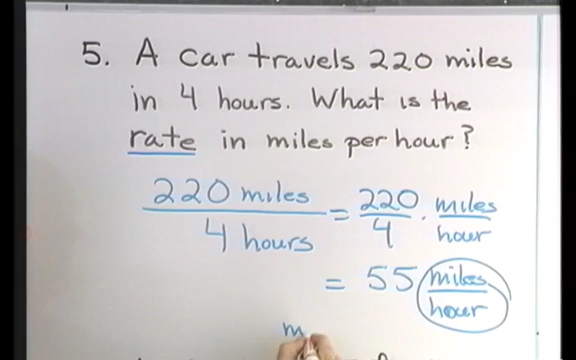 5. A car travels 220 miles
in 4 hours. What is the
rate in miles per hour?
220 miles / 4 hours = 220/4 · miles/hour
= 55 miles/hour
m